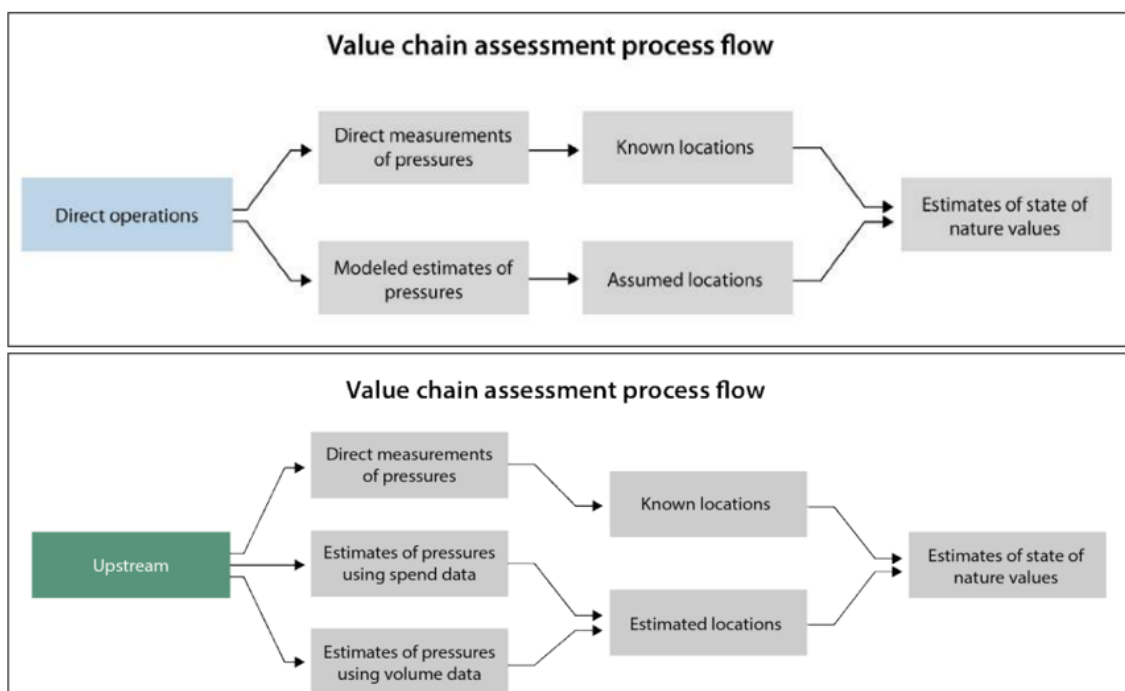 Value chain assessment process flow
Direct measurements
of pressures
Known locations
Direct operations
Estimates of state of
nature values
Modeled estimates of
pressures
Assumed locations
Value chain assessment process flow
Direct measurements
of pressures
Known locations
Upstream
Estimates of pressures
using spend data
Estimates of state of
nature values
Estimated locations
Estimates of pressures
using volume data